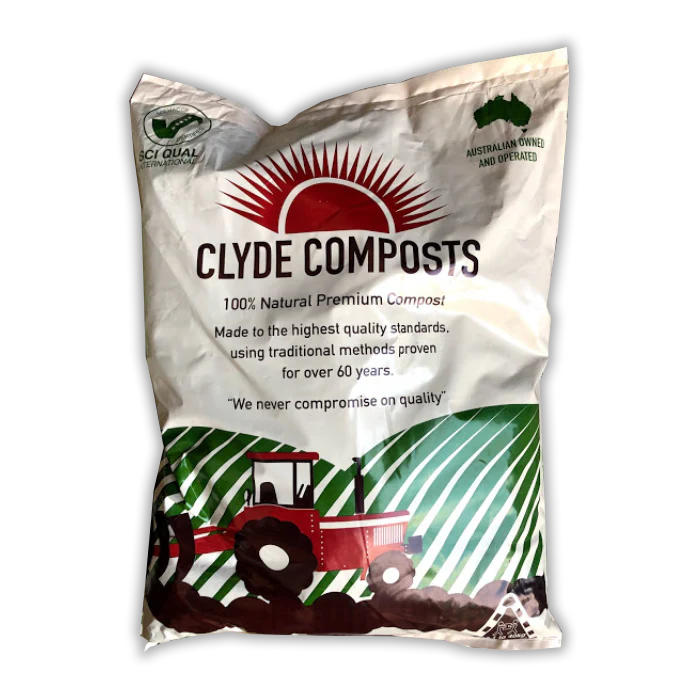 SCI QUAL
INTERNATIONAL
AUSTRALIAN OWNED
AND OPERATED
CLYDE COMPOSTS
100% Natural Premium Compost
Made to the highest quality standards,
using traditional methods proven
for over 60 years.
“We never compromise on quality”